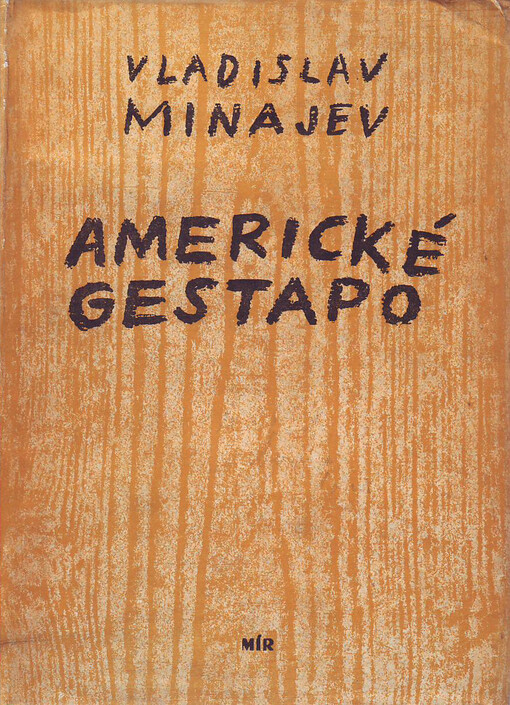 VLADISLAV
MINAJEV
AMERICKÉ
GESTAPO
MÍR